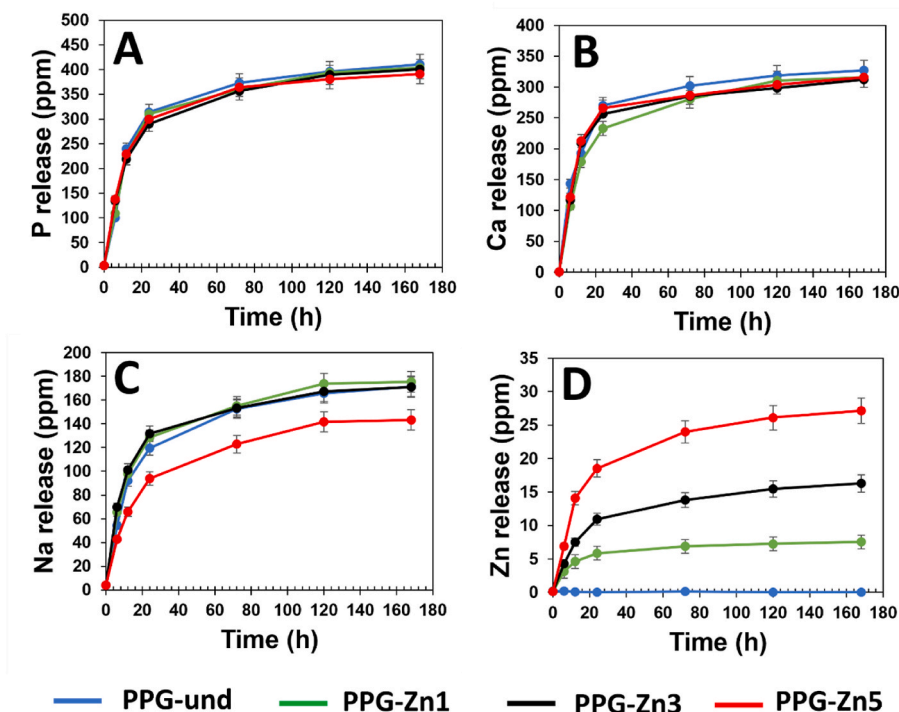 A
P release (ppm)
500
450
400
350
300
250
200
150
100
50
0
0 20 40 60 80 100 120 140 160 180
Time (h)
B
Ca release (ppm)
400
350
300
250
200
150
100
50
0
0 20 40 60 80 100 120 140 160 180
Time (h)
C
Na release (ppm)
200
180
160
140
120
100
80
60
40
20
0
0 20 40 60 80 100 120 140 160 180
Time (h)
D
Zn release (ppm)
35
30
25
20
15
10
5
0
0 20 40 60 80 100 120 140 160 180
Time (h)
PPG-und PPG-Zn1 PPG-Zn3 PPG-Zn5